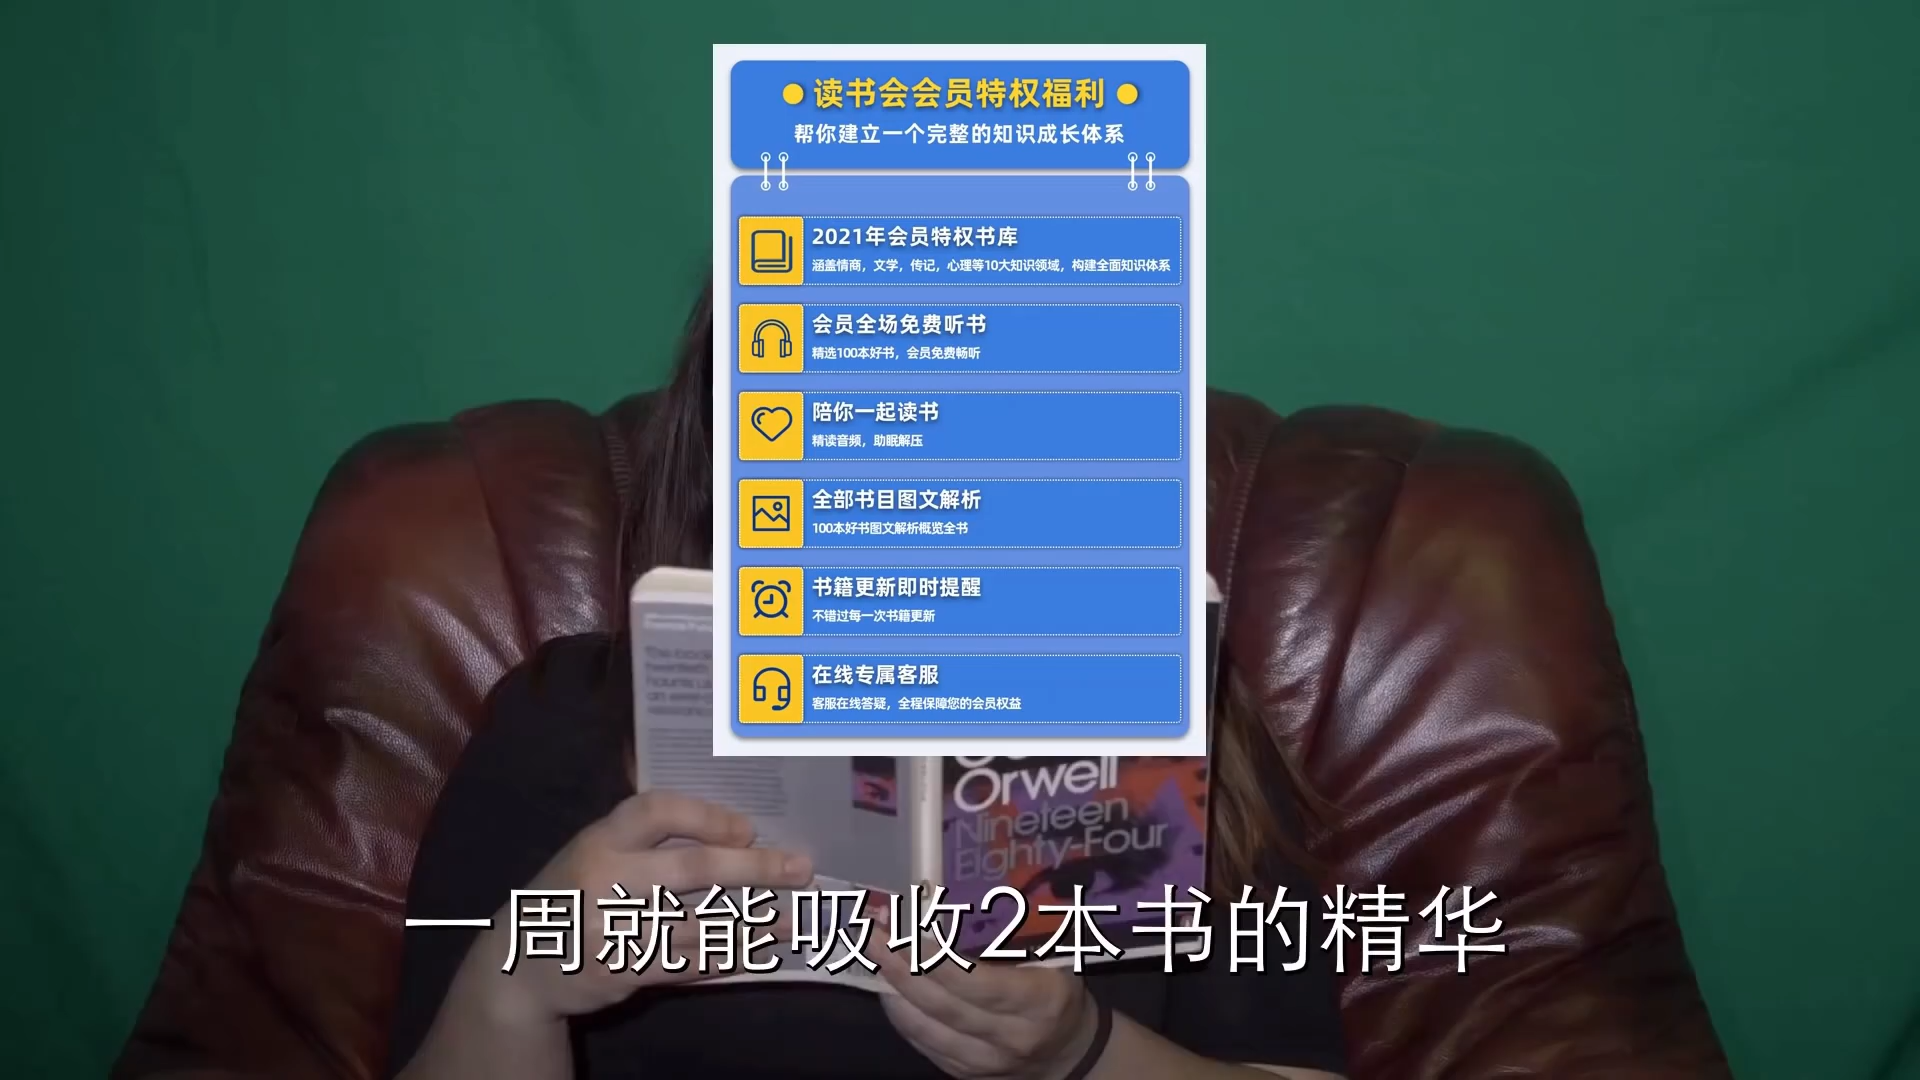 读书会会员特权福利
帮你建立一个完整的知识成长体系
2021年会员特权书库
涵盖情商，文学，传记，心理等10大知识领域，构建全面知识体系
会员全场免费听书
精选100本好书，会员免费畅听
陪你一起读书
精读音频，助眠解压
全部书目图文解析
100本好书图文解析概览全书
书籍更新即时提醒
不错过每一次书籍更新
在线专属客服
客服在线答疑，全程保障您的会员权益
Orwell
Nineteen
Eighty-Four
一周就能吸收2本书的精华